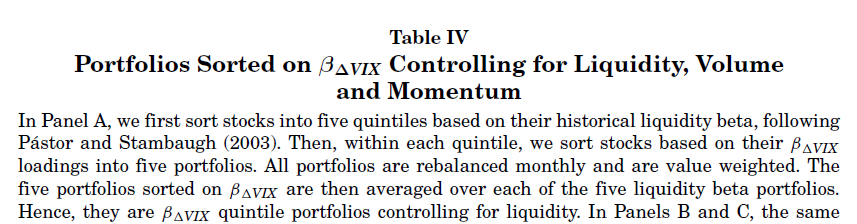 Table IV
Portfolios Sorted on β∆VIX Controlling for Liquidity, Volume
and Momentum
In Panel A, we first sort stocks into five quintiles based on their historical liquidity beta, following
Pástor and Stambaugh (2003). Then, within each quintile, we sort stocks based on their β∆VIX
loadings into five portfolios. All portfolios are rebalanced monthly and are value weighted. The
five portfolios sorted on β∆VIX are then averaged over each of the five liquidity beta portfolios.
Hence, they are β∆VIX quintile portfolios controlling for liquidity. In Panels B and C, the same